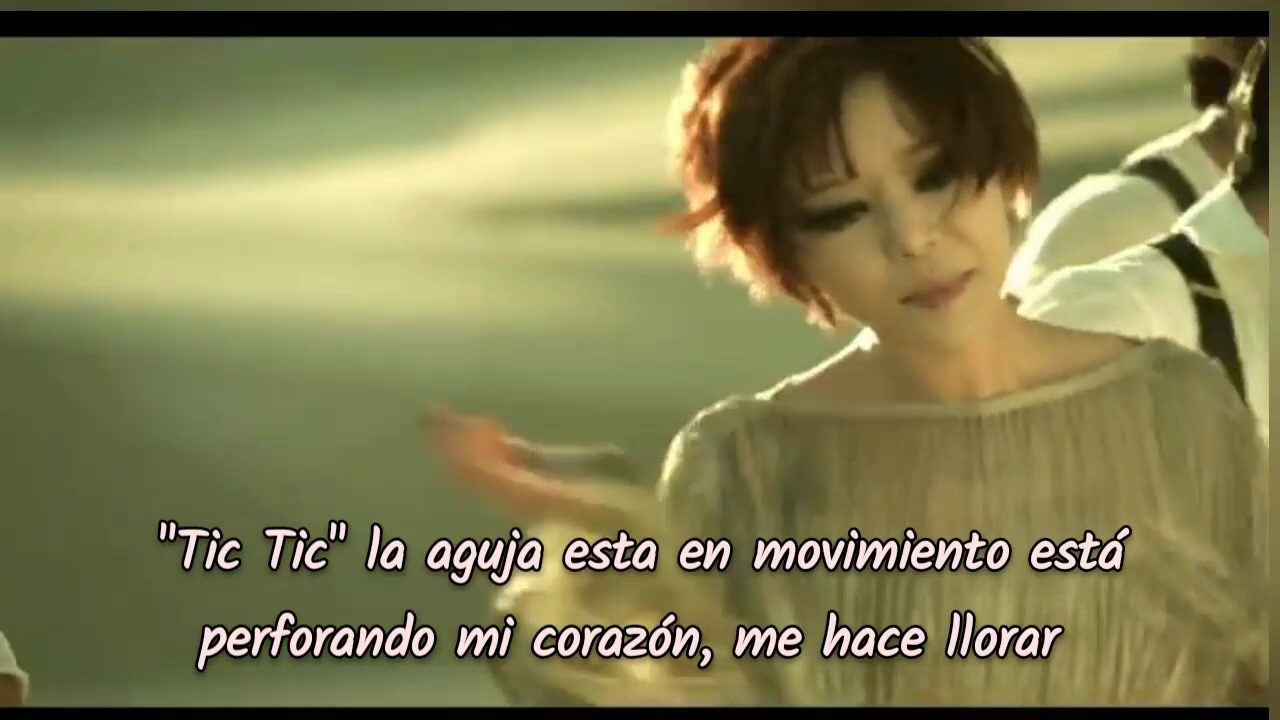 "Tic Tic" la aguja esta en movimiento está
perforando mi corazón, me hace llorar